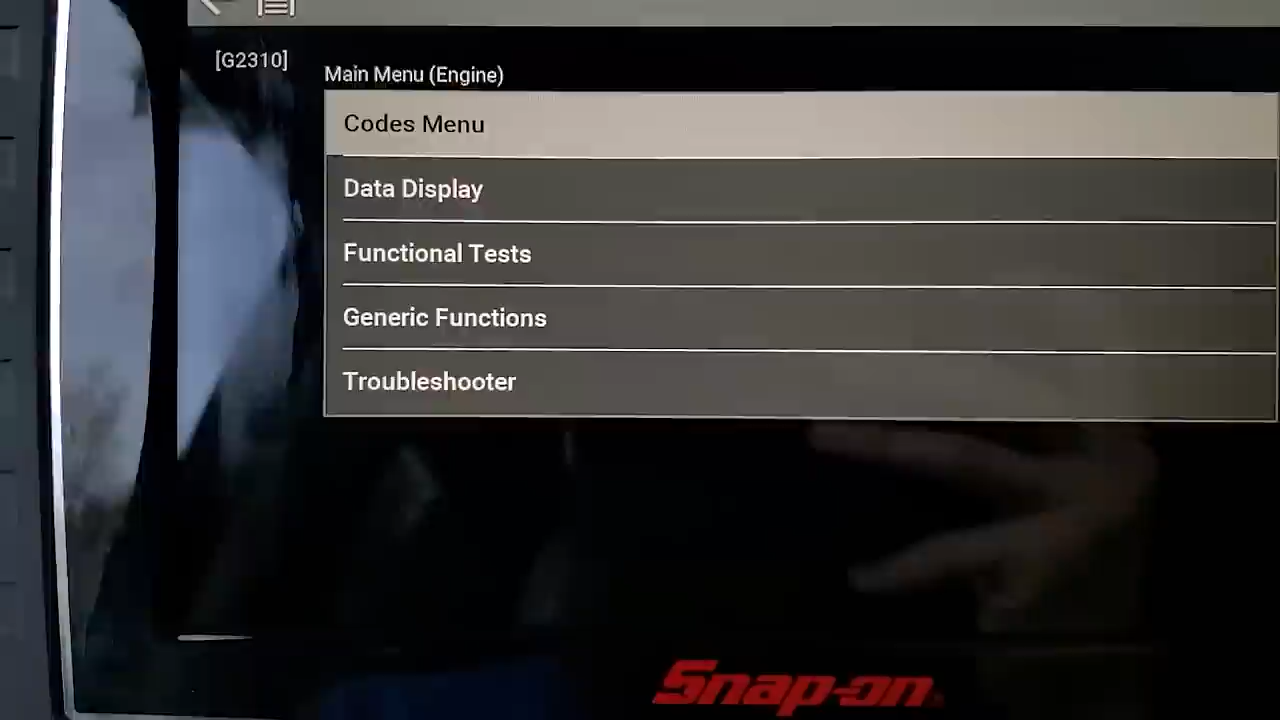 [G2310]
Main Menu (Engine)
Codes Menu
Data Display
Functional Tests
Generic Functions
Troubleshooter
Snap-on